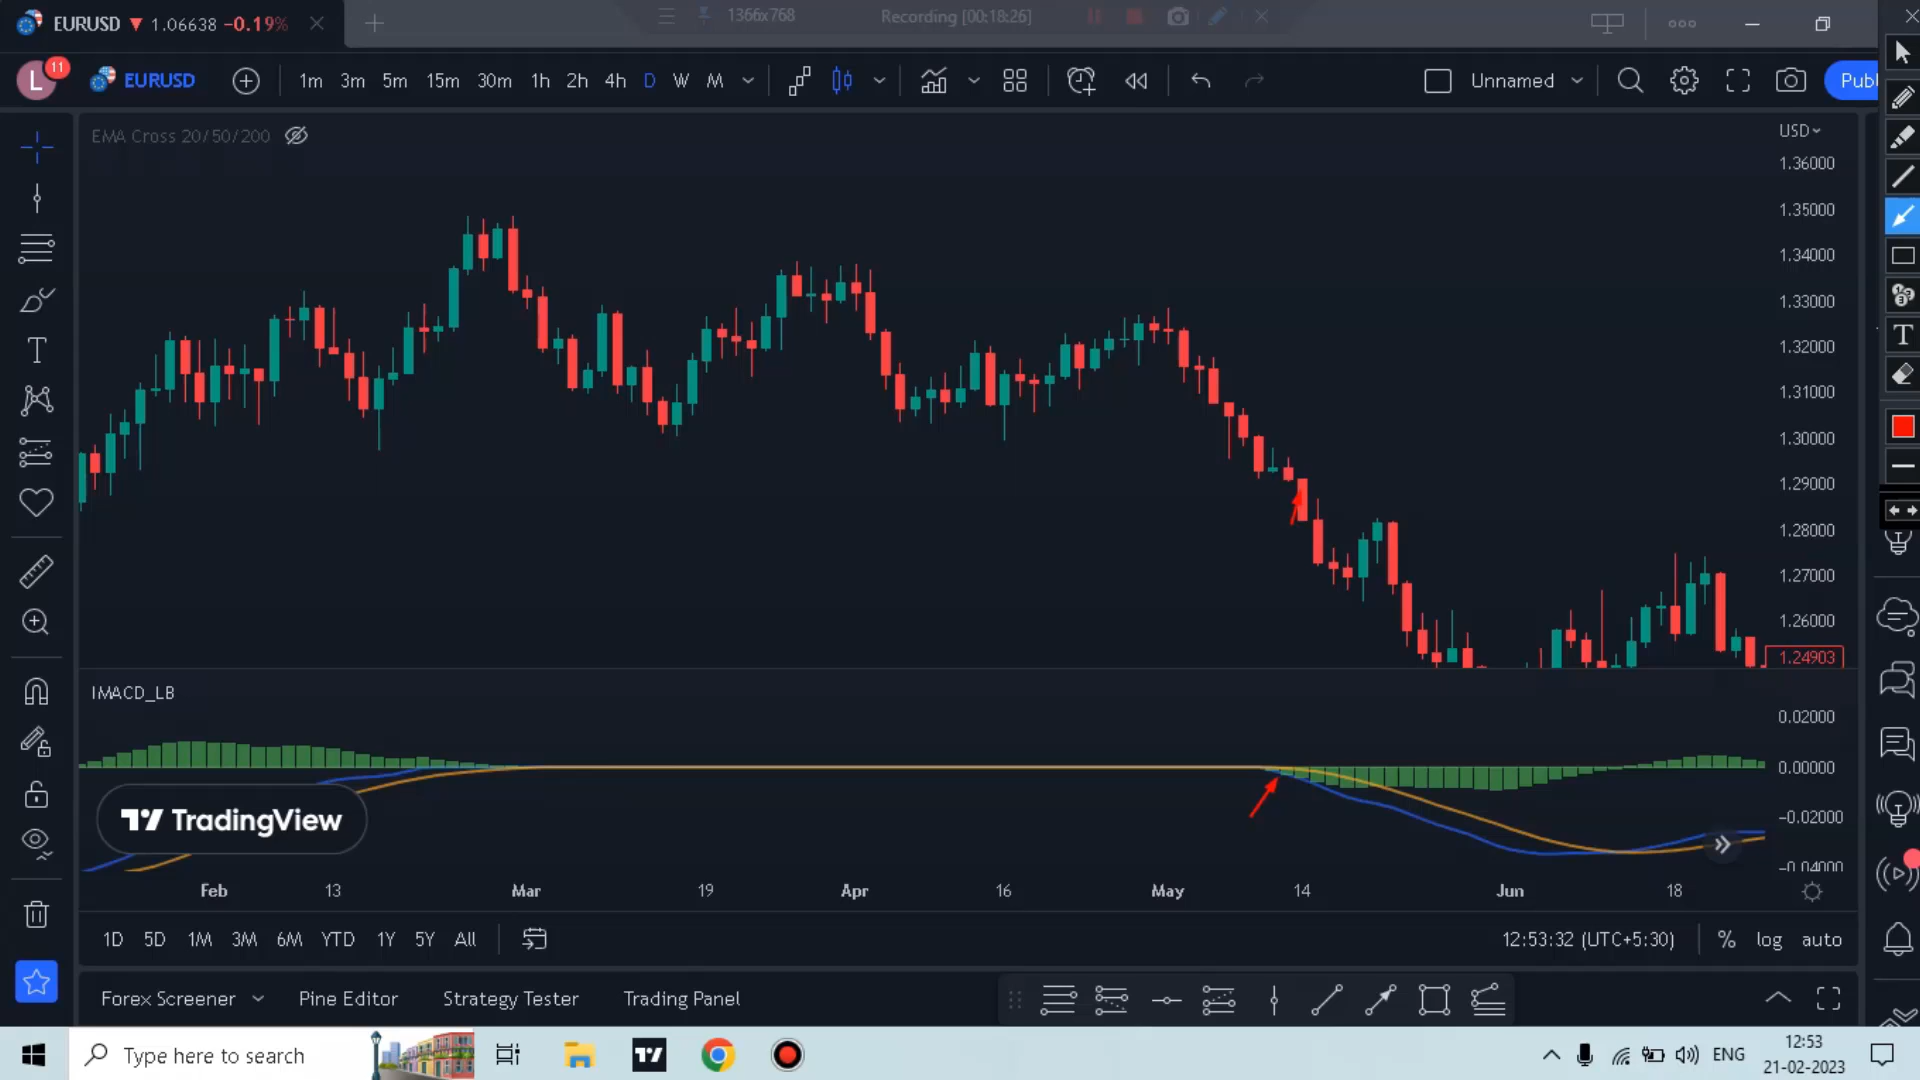 EURUSD ▼ 1.06638 −0.19%
1366x768
Recording [00:18:26]
L
11
EURUSD
1m 3m 5m 15m 30m 1h 2h 4h D W M
Unnamed
Publ
EMA Cross 20/50/200
USD
1.36000
1.35000
1.34000
1.33000
1.32000
1.31000
1.30000
1.29000
1.28000
1.27000
1.26000
1.24903
IMACD_LB
0.02000
0.00000
−0.02000
−0.04000
TradingView
Feb 13 Mar 19 Apr 16 May 14 Jun 18
1D 5D 1M 3M 6M YTD 1Y 5Y All
12:53:32 (UTC+5:30) % log auto
Forex Screener Pine Editor Strategy Tester Trading Panel
Type here to search
ENG
12:53
21-02-2023